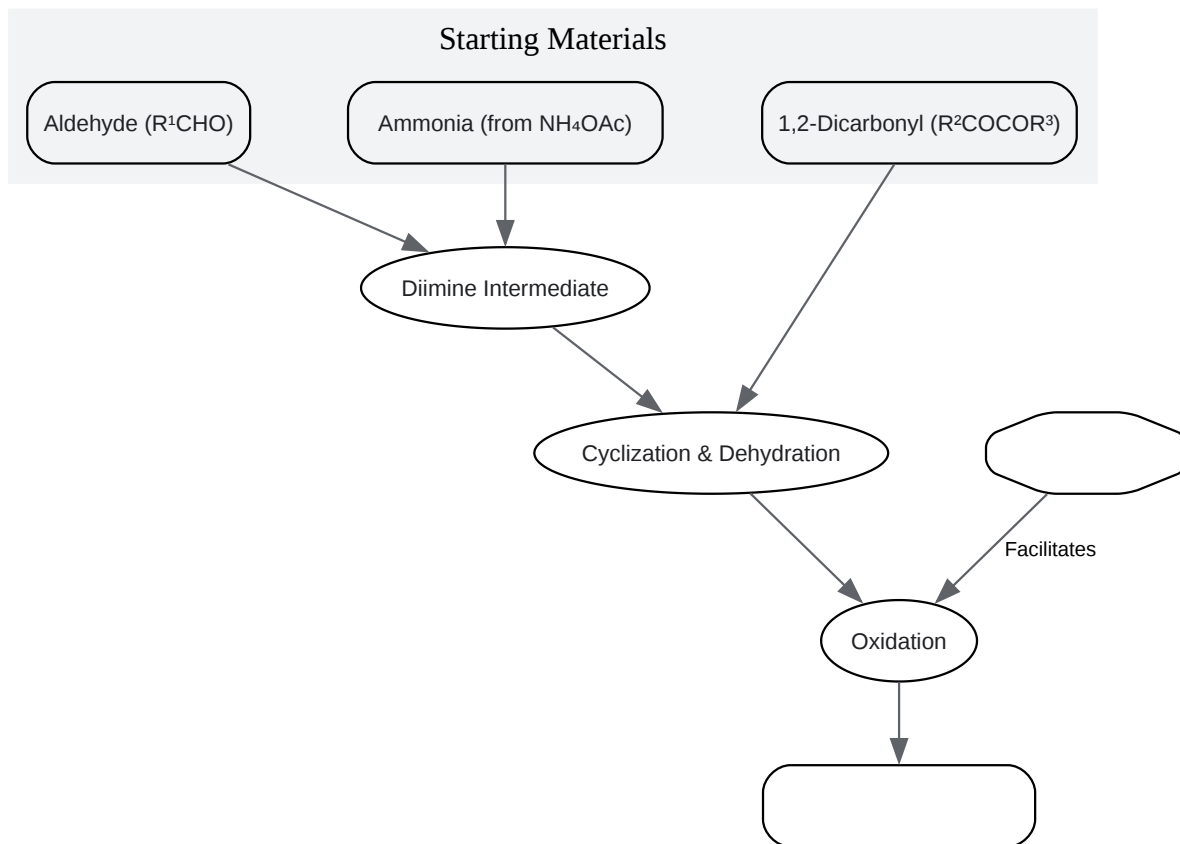 Starting Materials
Aldehyde (R¹CHO)
Ammonia (from NH₄OAc)
1,2-Dicarbonyl (R²COCOR³)
Diimine Intermediate
Cyclization & Dehydration
Facilitates
Oxidation